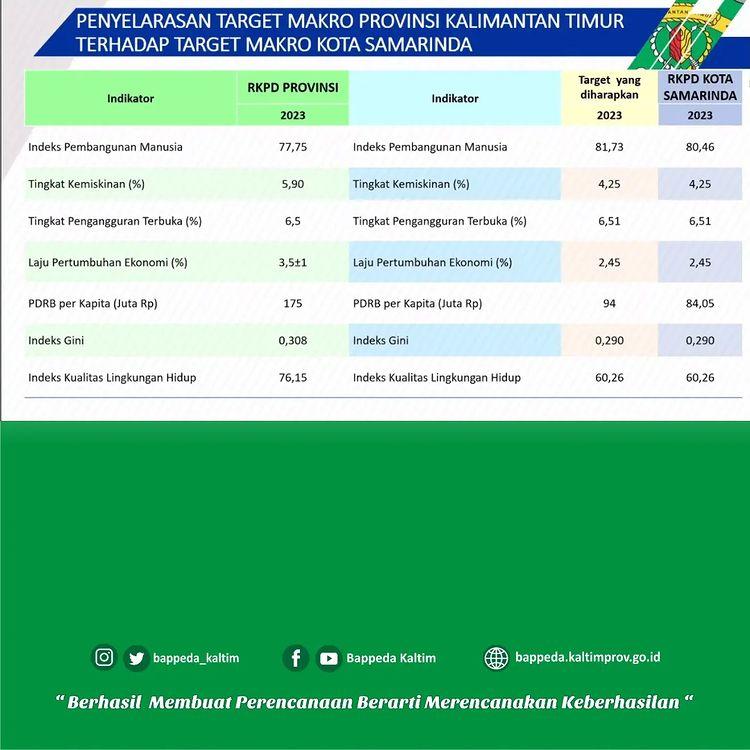 PENYELARASAN TARGET MAKRO PROVINSI KALIMANTAN TIMUR
TERHADAP TARGET MAKRO KOTA SAMARINDA
Indikator RKPD PROVINSI Indikator Target yang diharapkan RKPD KOTA SAMARINDA
2023 2023 2023
Indeks Pembangunan Manusia 77,75 Indeks Pembangunan Manusia 81,73 80,46
Tingkat Kemiskinan (%) 5,90 Tingkat Kemiskinan (%) 4,25 4,25
Tingkat Pengangguran Terbuka (%) 6,5 Tingkat Pengangguran Terbuka (%) 6,51 6,51
Laju Pertumbuhan Ekonomi (%) 3,5±1 Laju Pertumbuhan Ekonomi (%) 2,45 2,45
PDRB per Kapita (Juta Rp) 175 PDRB per Kapita (Juta Rp) 94 84,05
Indeks Gini 0,308 Indeks Gini 0,290 0,290
Indeks Kualitas Lingkungan Hidup 76,15 Indeks Kualitas Lingkungan Hidup 60,26 60,26
bappeda_kaltim Bappeda Kaltim bappeda.kaltimprov.go.id
“ Berhasil Membuat Perencanaan Berarti Merencanakan Keberhasilan “